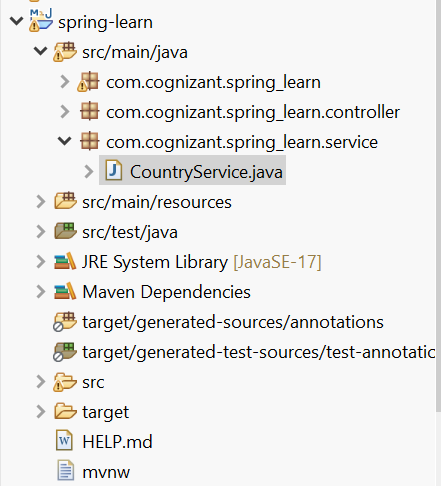 spring-learn
src/main/java
com.cognizant.spring_learn
com.cognizant.spring_learn.controller
com.cognizant.spring_learn.service
CountryService.java
src/main/resources
src/test/java
JRE System Library [JavaSE-17]
Maven Dependencies
target/generated-sources/annotations
target/generated-test-sources/test-annotatio
src
target
HELP.md
mvnw